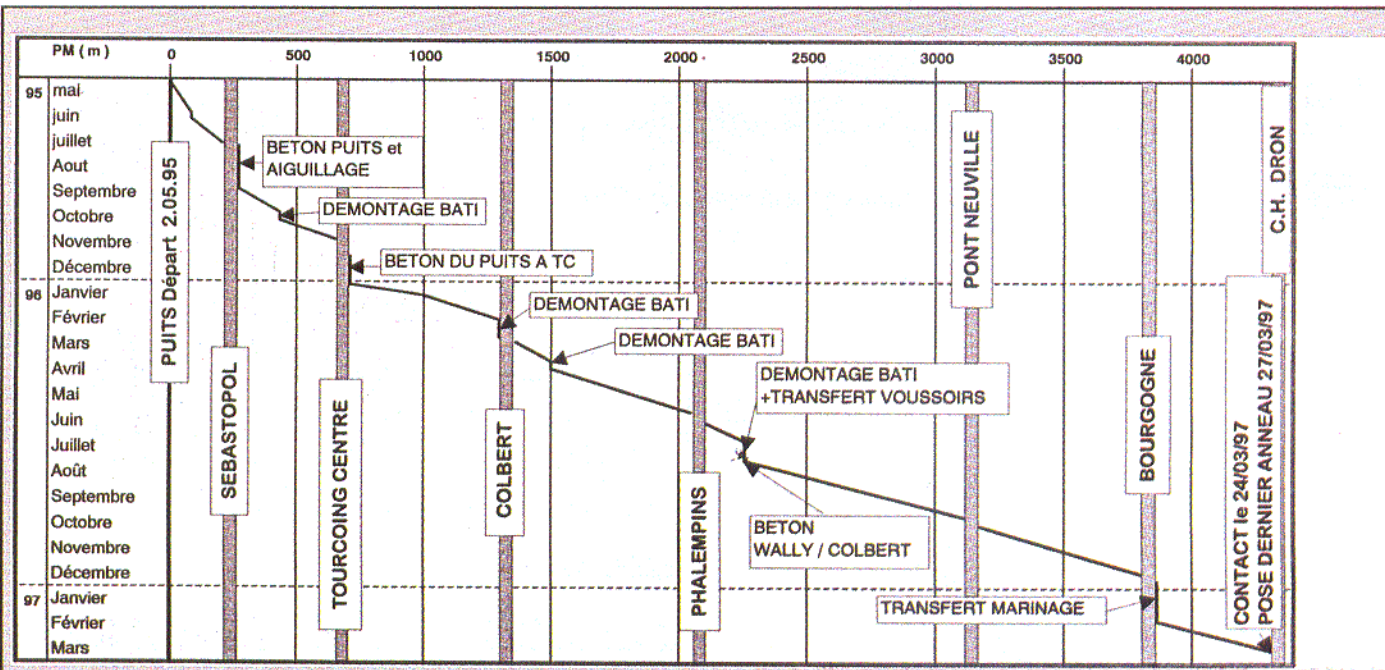 PM ( m )
0
500
1000
1500
2000
2500
3000
3500
4000
95
mai
juin
juillet
Aout
Septembre
Octobre
Novembre
Décembre
96
Janvier
Février
Mars
Avril
Mai
Juin
Juillet
Août
Septembre
Octobre
Novembre
Décembre
97
Janvier
Février
Mars
PUITS Départ 2.05.95
SEBASTOPOL
TOURCOING CENTRE
COLBERT
PHALEMPINS
PONT NEUVILLE
BOURGOGNE
C.H. DRON
CONTACT le 24/03/97
POSE DERNIER ANNEAU 27/03/97
BETON PUITS et
AIGUILLAGE
DEMONTAGE BATI
BETON DU PUITS A TC
DEMONTAGE BATI
DEMONTAGE BATI
DEMONTAGE BATI
+TRANSFERT VOUSSOIRS
BETON
WALLY / COLBERT
TRANSFERT MARINAGE